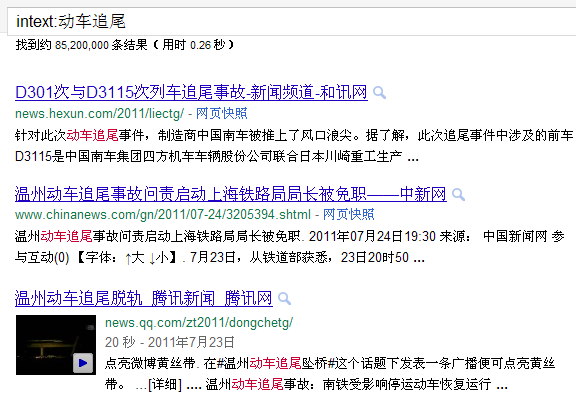 intext:动车追尾
找到约 85,200,000 条结果（用时 0.26 秒）
D301次与D3115次列车追尾事故-新闻频道-和讯网
news.hexun.com/2011/liectg/ - 网页快照
针对此次动车追尾事件，制造商中国南车被推上了风口浪尖。据了解，此次追尾事件中涉及的前车
D3115是中国南车集团四方机车车辆股份公司联合日本川崎重工生产 ...
温州动车追尾事故问责启动上海铁路局局长被免职——中新网
www.chinanews.com/gn/2011/07-24/3205394.shtml - 网页快照
温州动车追尾事故问责启动上海铁路局局长被免职. 2011年07月24日19:30 来源： 中国新闻网 参
与互动(0) 【字体：↑大 ↓小】. 7月23日，从铁道部获悉，23日20时50 ...
温州动车追尾脱轨_腾讯新闻_腾讯网
news.qq.com/zt2011/dongchetg/
20 秒 - 2011年7月23日
点亮微博黄丝带. 在#温州动车追尾坠桥#这个话题下发表一条广播便可点亮黄丝
带。 ...[详细] .... 温州动车追尾事故：南铁受影响停运动车恢复运行 ...